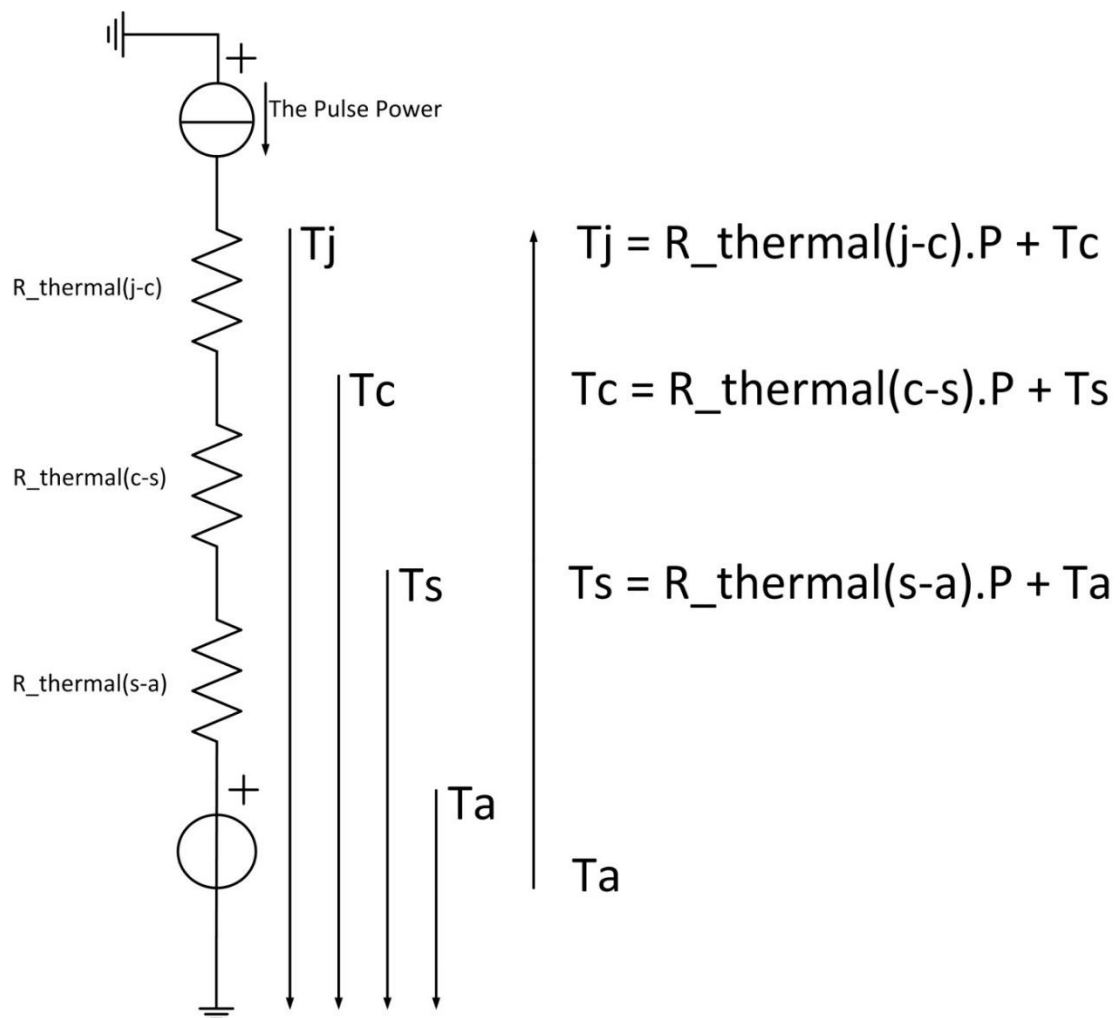 +
The Pulse Power
Tj
Tj = R_thermal(j-c).P + Tc
R_thermal(j-c)
Tc
Tc = R_thermal(c-s).P + Ts
R_thermal(c-s)
Ts
Ts = R_thermal(s-a).P + Ta
R_thermal(s-a)
+
Ta
Ta